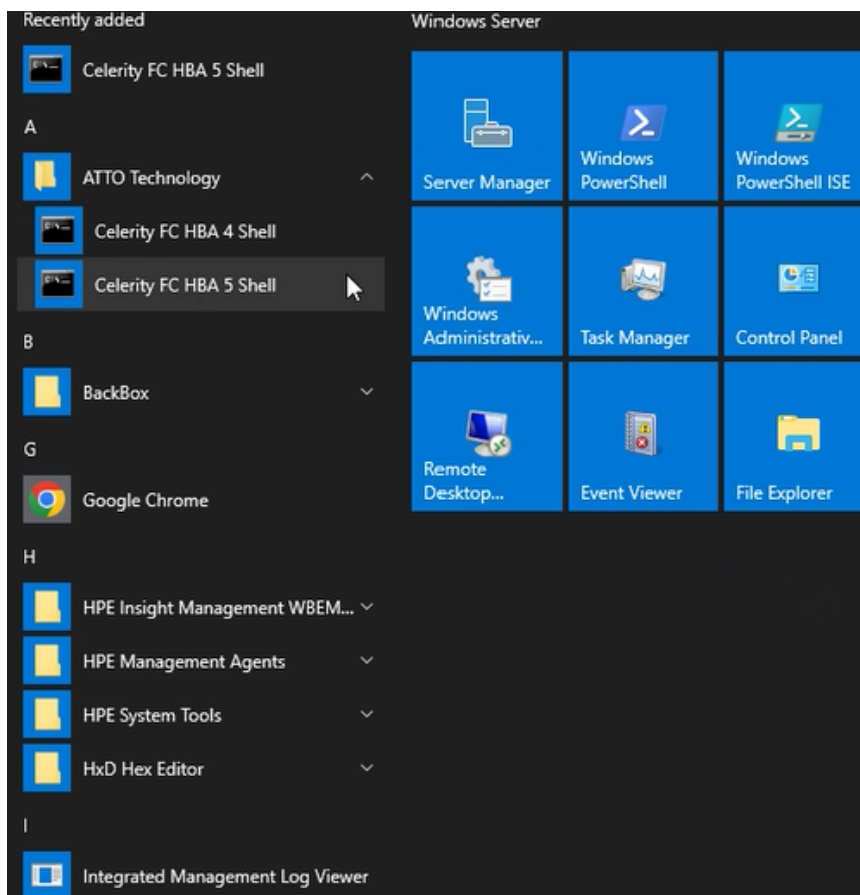 Recently added
Celerity FC HBA 5 Shell
A
ATTO Technology
Celerity FC HBA 4 Shell
Celerity FC HBA 5 Shell
B
BackBox
G
Google Chrome
H
HPE Insight Management WBEM...
HPE Management Agents
HPE System Tools
HxD Hex Editor
I
Integrated Management Log Viewer
Windows Server
Server Manager
Windows
PowerShell
Windows
PowerShell ISE
Windows
Administrativ...
Task Manager
Control Panel
Remote
Desktop...
Event Viewer
File Explorer